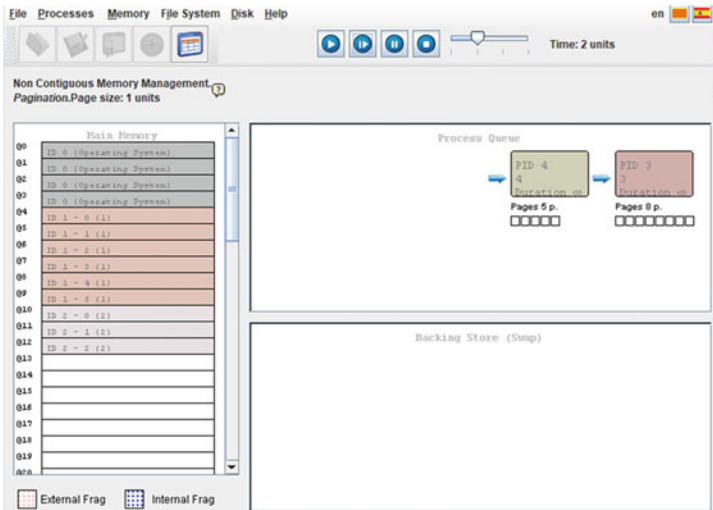 File Processes Memory File System Disk Help en
Time: 2 units
Non Contiguous Memory Management.
Pagination.Page size: 1 units
Main Memory
@0 ID 0 (Operating System)
@1 ID 0 (Operating System)
@2 ID 0 (Operating System)
@3 ID 0 (Operating System)
@4 ID 1 - 0 (1)
@5 ID 1 - 1 (1)
@6 ID 1 - 2 (1)
@7 ID 1 - 3 (1)
@8 ID 1 - 4 (1)
@9 ID 1 - 5 (1)
@10 ID 2 - 0 (2)
@11 ID 2 - 1 (2)
@12 ID 2 - 2 (2)
@13
@14
@15
@16
@17
@18
@19
@20
External Frag Internal Frag
Process Queue
PID 4
4
Duration ∞
Pages 5 p.
PID 3
3
Duration ∞
Pages 8 p.
Backing Store (Swap)